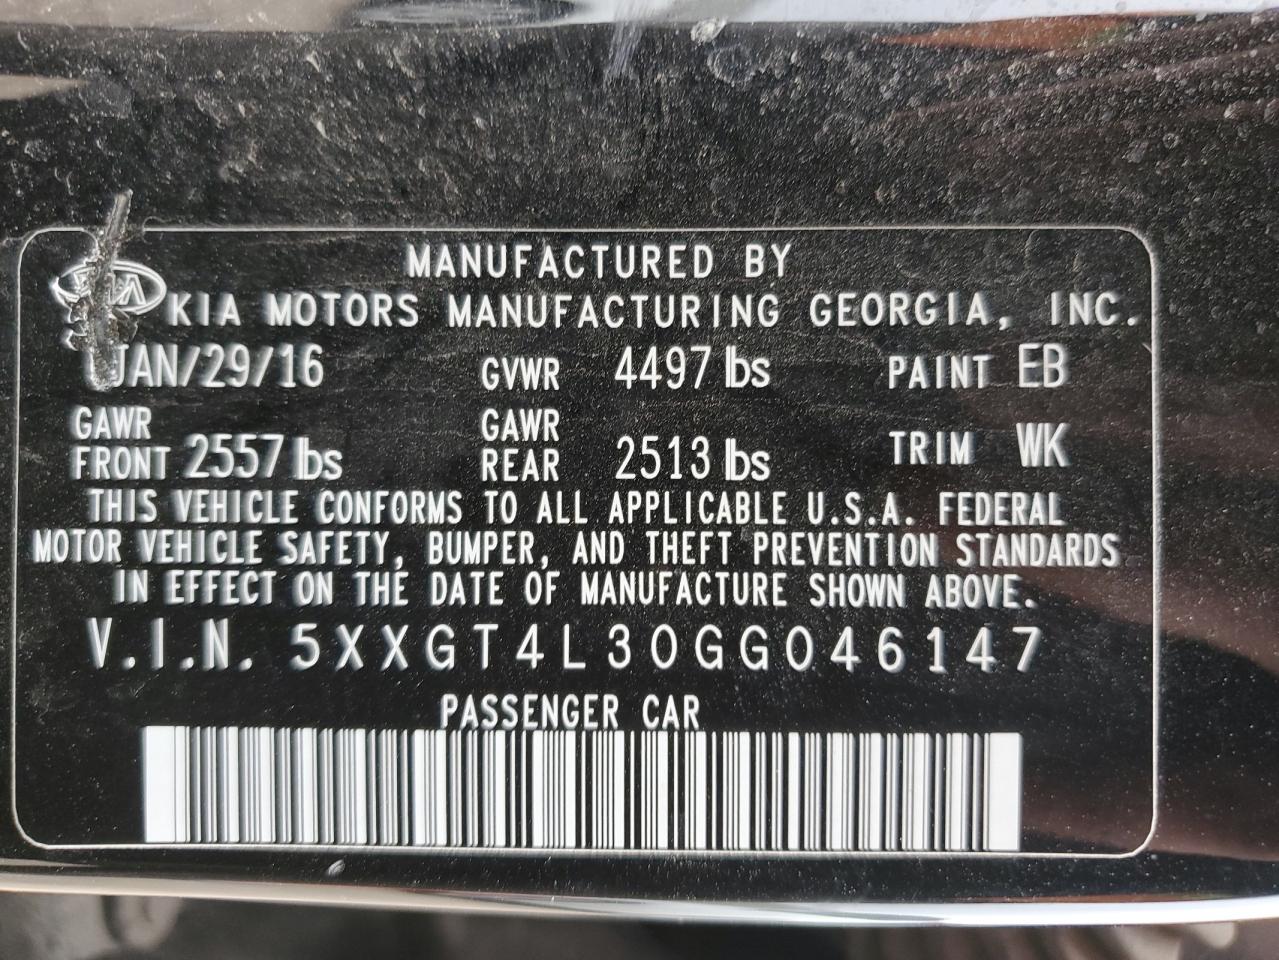 MANUFACTURED BY
KIA MOTORS MANUFACTURING GEORGIA, INC.
JAN/29/16 GVWR 4497 lbs PAINT EB
GAWR FRONT 2557 lbs GAWR REAR 2513 lbs TRIM WK
THIS VEHICLE CONFORMS TO ALL APPLICABLE U.S.A. FEDERAL
MOTOR VEHICLE SAFETY, BUMPER, AND THEFT PREVENTION STANDARDS
IN EFFECT ON THE DATE OF MANUFACTURE SHOWN ABOVE.
V.I.N. 5XXGT4L30GG046147
PASSENGER CAR